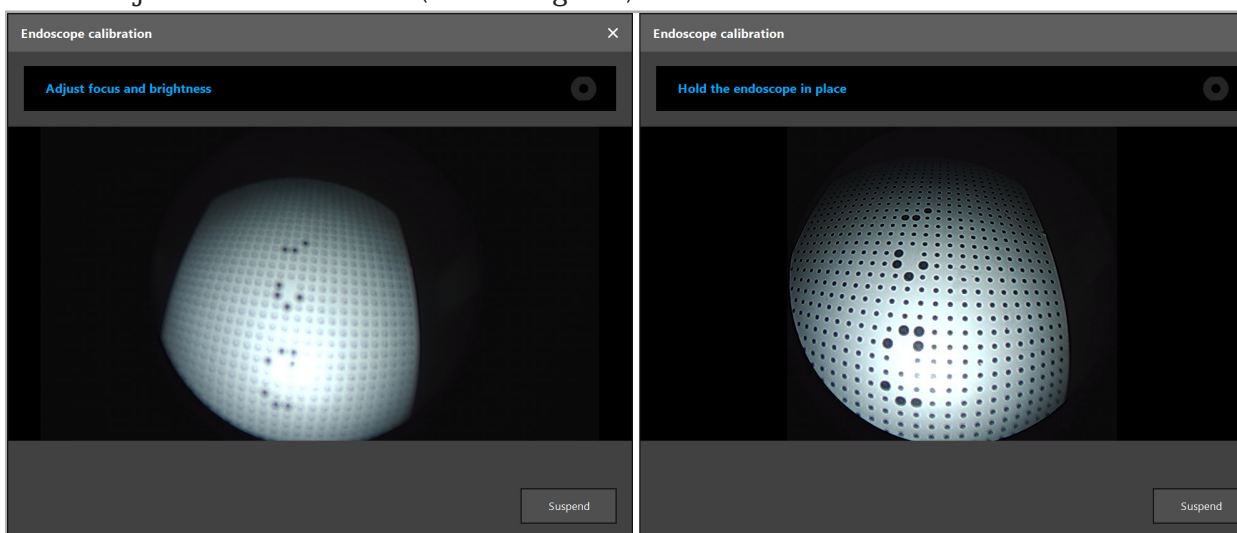 Endoscope calibration
Adjust focus and brightness
Suspend
Endoscope calibration
Hold the endoscope in place
Suspend